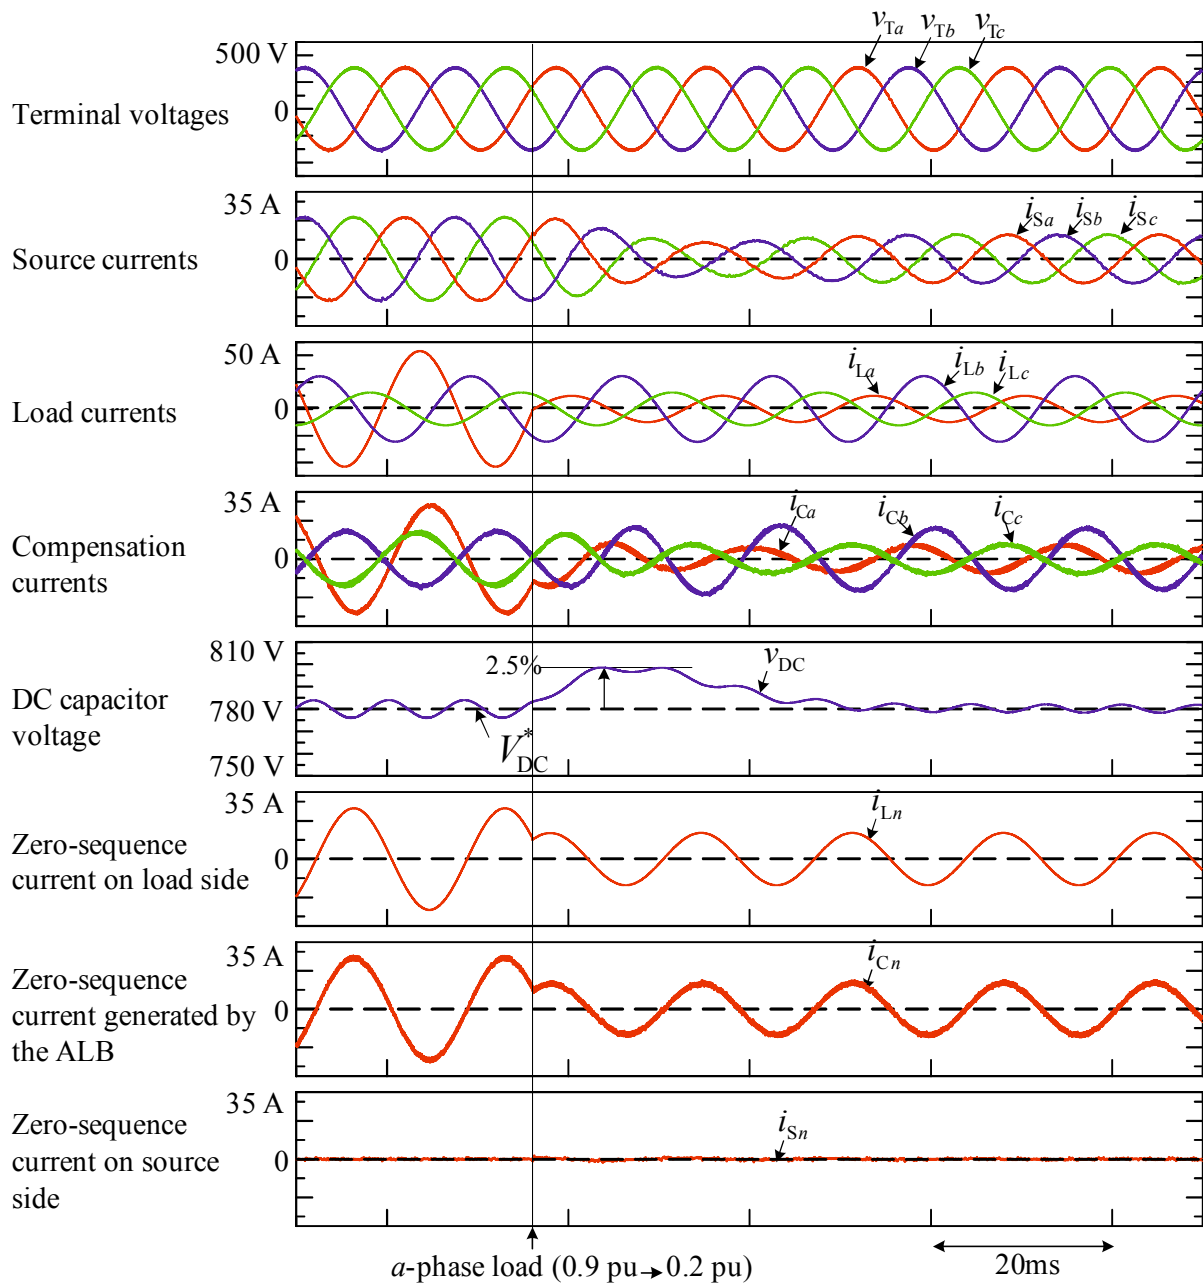 500 V
0
Terminal voltages
vTa
vTb
vTc
35 A
0
Source currents
iSa
iSb
iSc
50 A
0
Load currents
iLa
iLb
iLc
35 A
0
Compensation
currents
iCa
iCb
iCc
810 V
780 V
750 V
DC capacitor
voltage
2.5%
vDC
V*DC
35 A
0
Zero-sequence
current on load side
iLn
35 A
0
Zero-sequence
current generated by
the ALB
iCn
35 A
0
Zero-sequence
current on source
side
iSn
a-phase load (0.9 pu→0.2 pu)
20ms